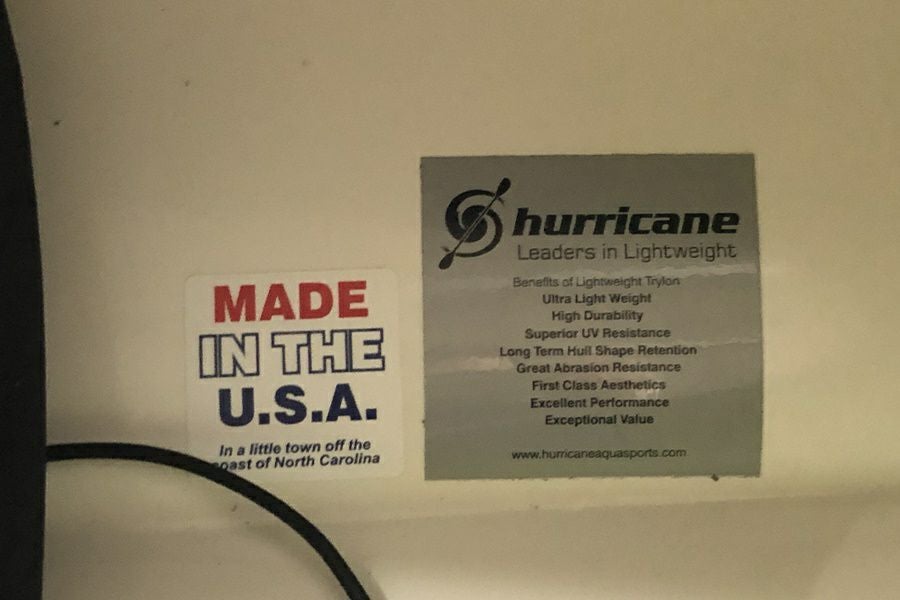 MADE
IN THE
U.S.A.
In a little town off the
coast of North Carolina
hurricane
Leaders in Lightweight
Benefits of Lightweight Trylon
Ultra Light Weight
High Durability
Superior UV Resistance
Long Term Hull Shape Retention
Great Abrasion Resistance
First Class Aesthetics
Excellent Performance
Exceptional Value
www.hurricaneaquasports.com